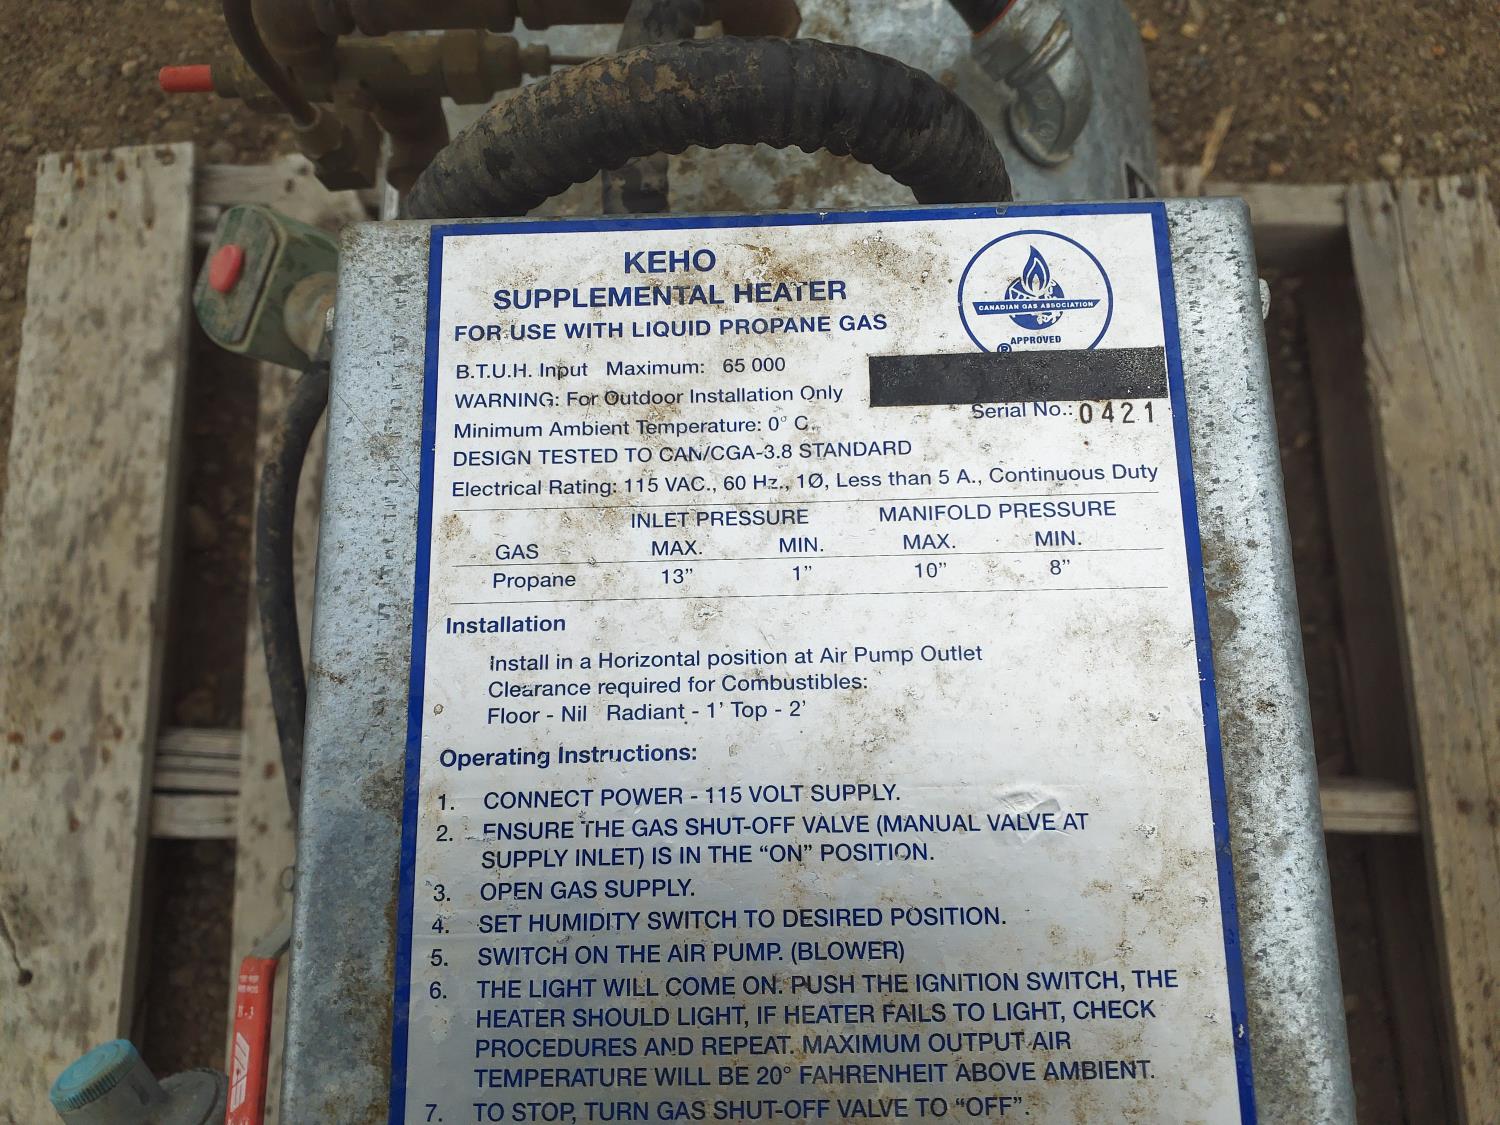 KEHO
SUPPLEMENTAL HEATER
FOR USE WITH LIQUID PROPANE GAS
CANADIAN GAS ASSOCIATION
APPROVED
®
B.T.U.H. Input Maximum: 65 000
WARNING: For Outdoor Installation Only
Serial No.: 0421
Minimum Ambient Temperature: 0° C.
DESIGN TESTED TO CAN/CGA-3.8 STANDARD
Electrical Rating: 115 VAC., 60 Hz., 1Ø, Less than 5 A., Continuous Duty
INLET PRESSURE MANIFOLD PRESSURE
GAS MAX. MIN. MAX. MIN.
Propane 13” 1” 10” 8”
Installation
Install in a Horizontal position at Air Pump Outlet
Clearance required for Combustibles:
Floor - Nil Radiant - 1’ Top - 2’
Operating Instructions:
1. CONNECT POWER - 115 VOLT SUPPLY.
2. ENSURE THE GAS SHUT-OFF VALVE (MANUAL VALVE AT
SUPPLY INLET) IS IN THE “ON” POSITION.
3. OPEN GAS SUPPLY.
4. SET HUMIDITY SWITCH TO DESIRED POSITION.
5. SWITCH ON THE AIR PUMP. (BLOWER)
6. THE LIGHT WILL COME ON. PUSH THE IGNITION SWITCH, THE
HEATER SHOULD LIGHT, IF HEATER FAILS TO LIGHT, CHECK
PROCEDURES AND REPEAT. MAXIMUM OUTPUT AIR
TEMPERATURE WILL BE 20° FAHRENHEIT ABOVE AMBIENT.
7. TO STOP, TURN GAS SHUT-OFF VALVE TO “OFF”.